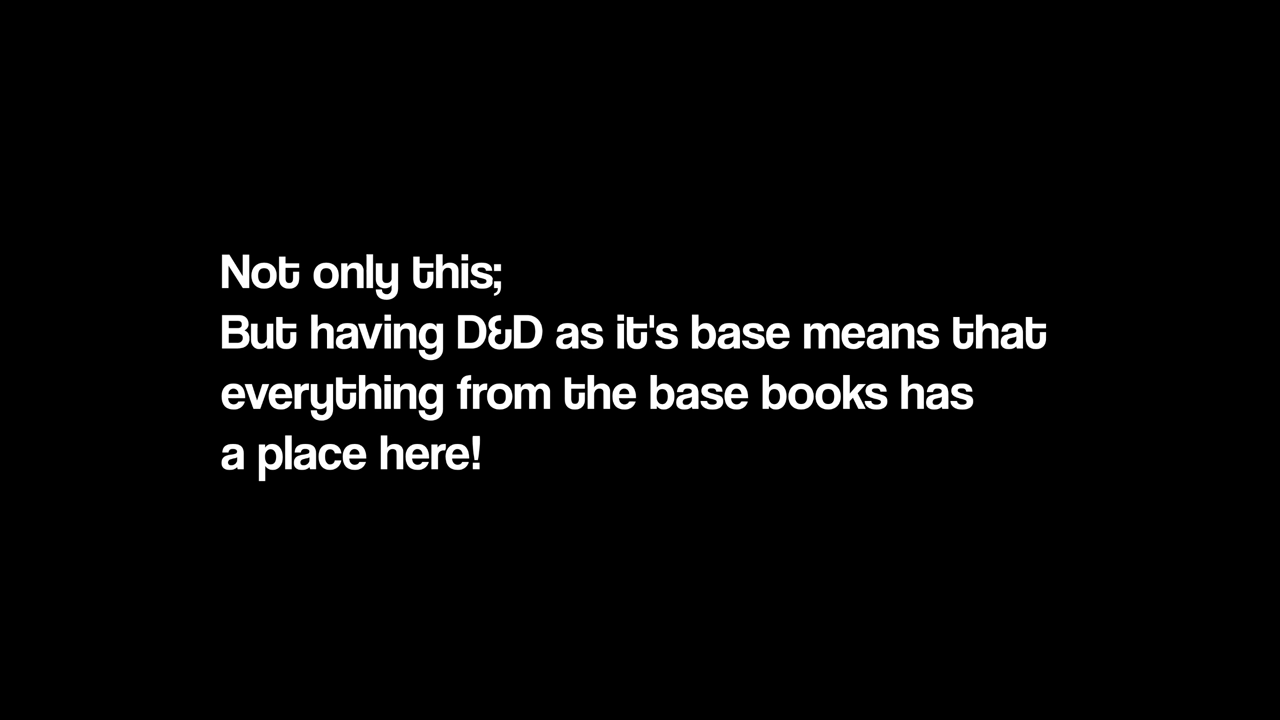 Not only this;
But having D&D as it's base means that
everything from the base books has
a place here!